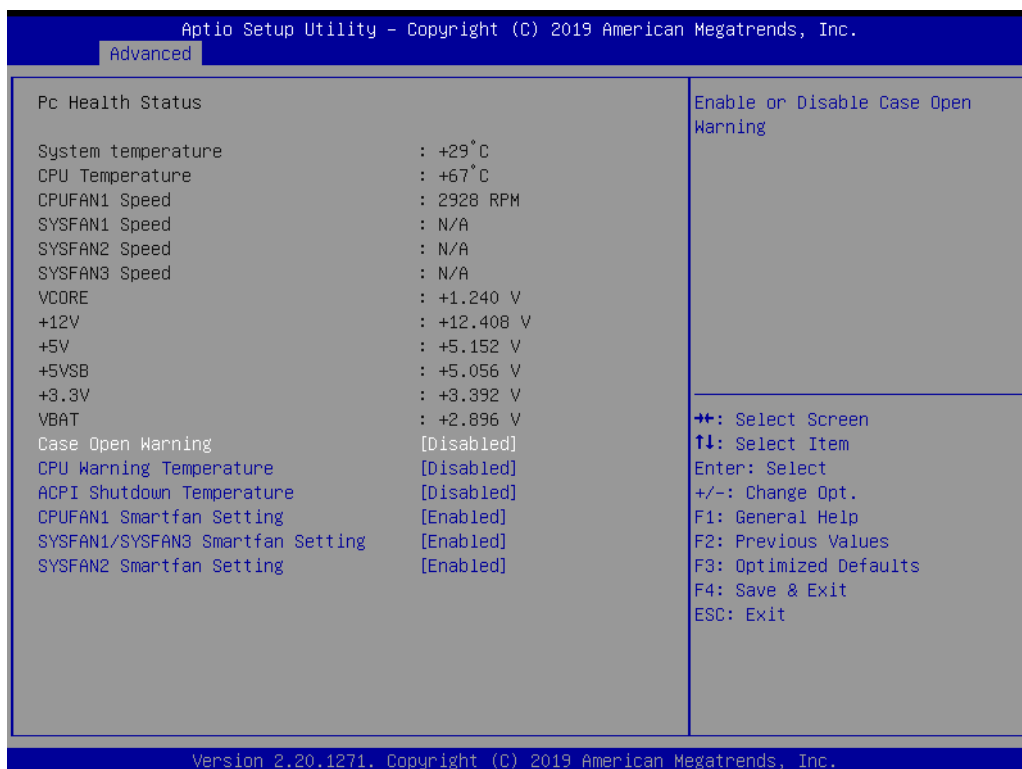 Aptio Setup Utility – Copyright (C) 2019 American Megatrends, Inc.
Advanced
Pc Health Status
System temperature : +29°C
CPU Temperature : +67°C
CPUFAN1 Speed : 2928 RPM
SYSFAN1 Speed : N/A
SYSFAN2 Speed : N/A
SYSFAN3 Speed : N/A
VCORE : +1.240 V
+12V : +12.408 V
+5V : +5.152 V
+5VSB : +5.056 V
+3.3V : +3.392 V
VBAT : +2.896 V
Case Open Warning [Disabled]
CPU Warning Temperature [Disabled]
ACPI Shutdown Temperature [Disabled]
CPUFAN1 Smartfan Setting [Enabled]
SYSFAN1/SYSFAN3 Smartfan Setting [Enabled]
SYSFAN2 Smartfan Setting [Enabled]
Enable or Disable Case Open
Warning
→←: Select Screen
↑↓: Select Item
Enter: Select
+/-: Change Opt.
F1: General Help
F2: Previous Values
F3: Optimized Defaults
F4: Save & Exit
ESC: Exit
Version 2.20.1271. Copyright (C) 2019 American Megatrends, Inc.